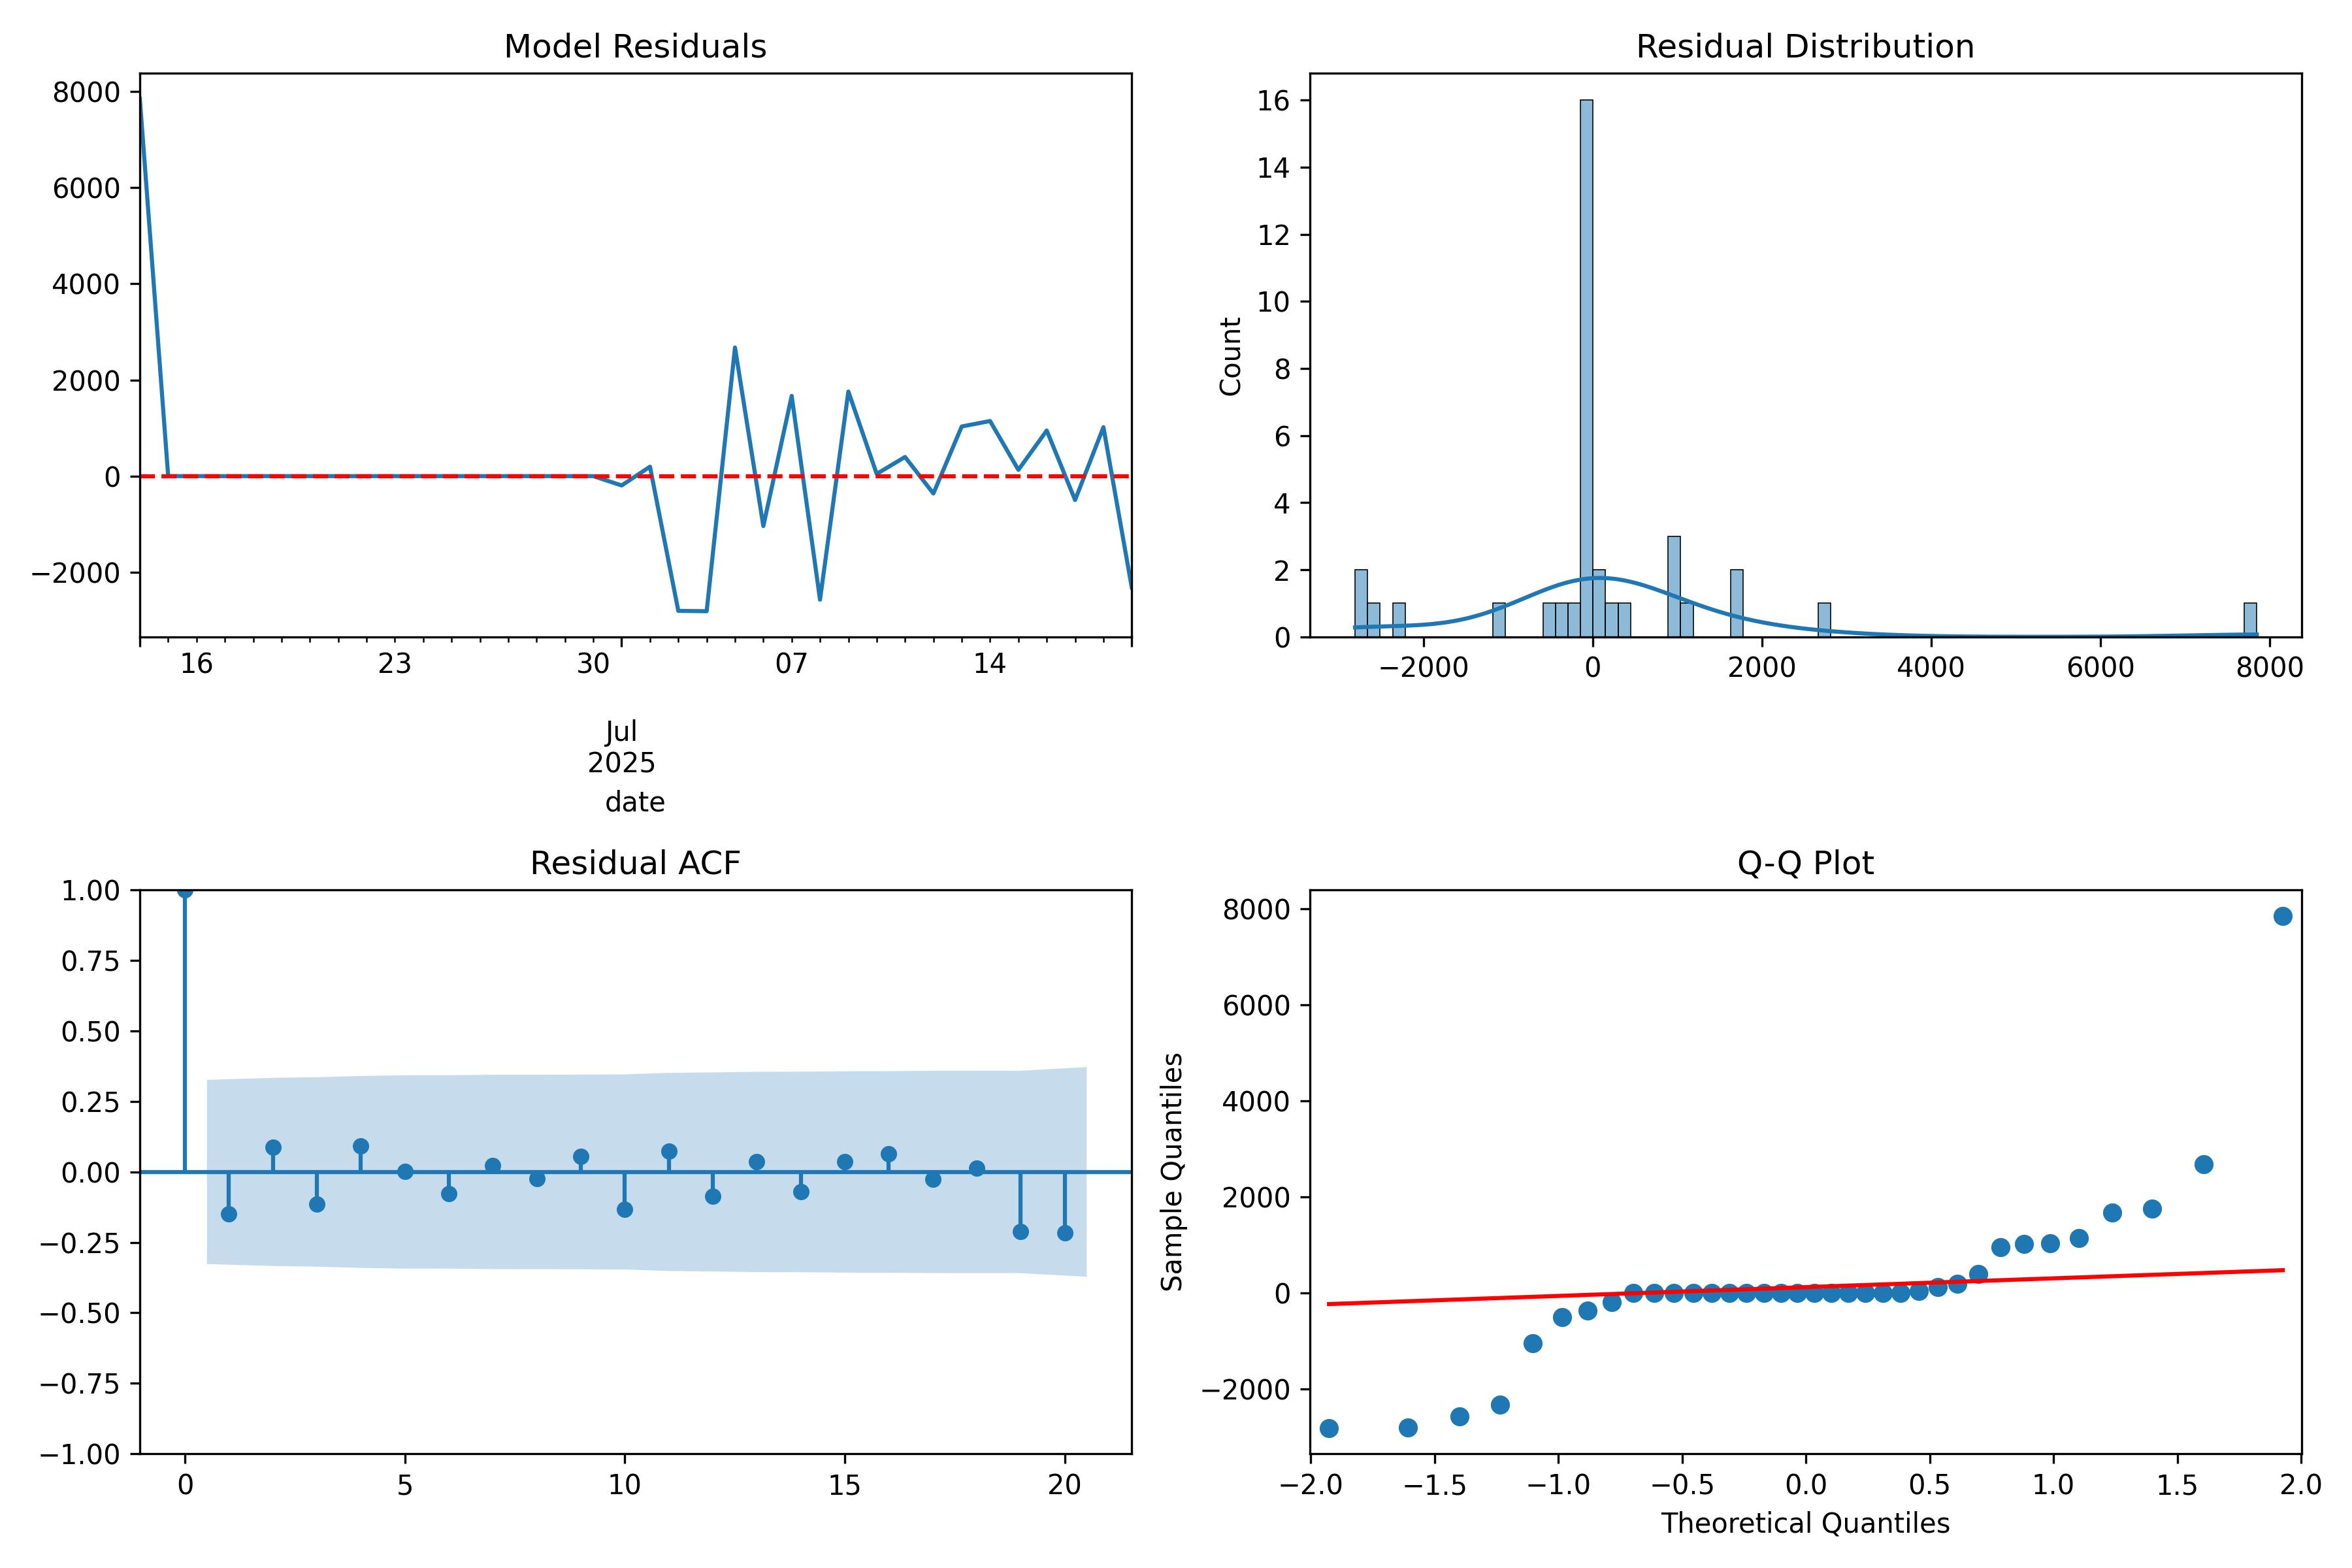 Model Residuals
8000
6000
4000
2000
0
−2000
16 23 30 07 14
Jul
2025
date
Residual Distribution
Count
16
14
12
10
8
6
4
2
0
−2000 0 2000 4000 6000 8000
Residual ACF
1.00
0.75
0.50
0.25
0.00
−0.25
−0.50
−0.75
−1.00
0 5 10 15 20
Q-Q Plot
Sample Quantiles
8000
6000
4000
2000
0
−2000
−2.0 −1.5 −1.0 −0.5 0.0 0.5 1.0 1.5 2.0
Theoretical Quantiles